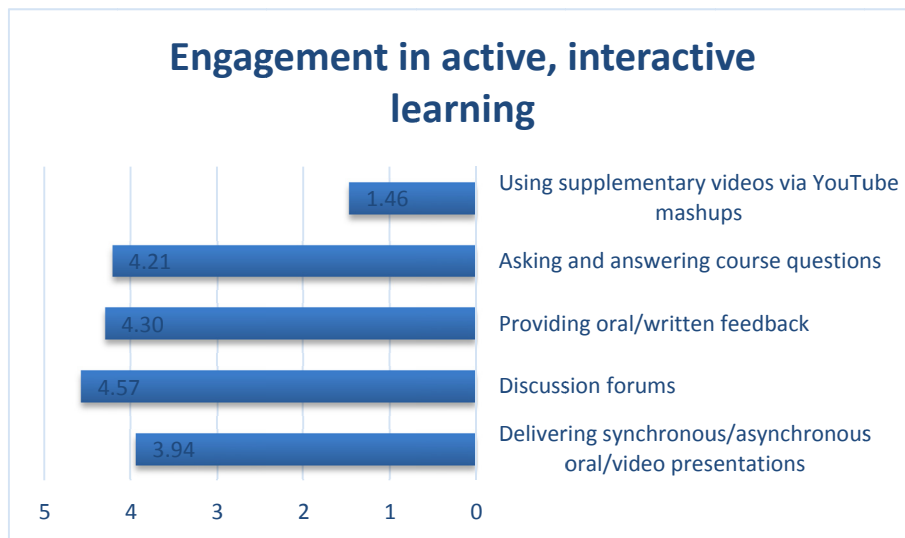 Engagement in active, interactive
learning
Using supplementary videos via YouTube
mashups
1.46
Asking and answering course questions
4.21
Providing oral/written feedback
4.30
Discussion forums
4.57
Delivering synchronous/asynchronous
oral/video presentations
3.94
5 4 3 2 1 0